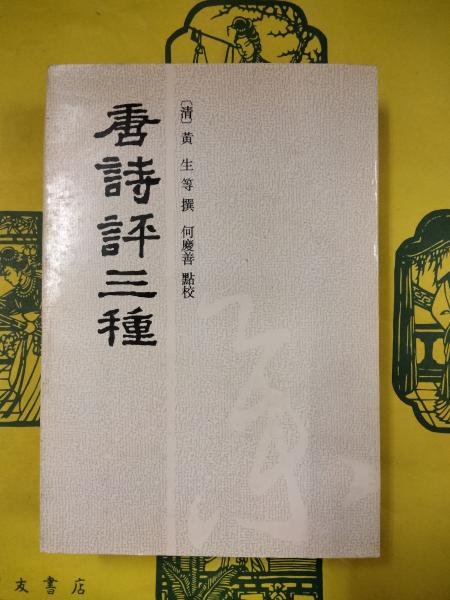 唐詩評三種
〔清〕黃 生 等 撰 何慶善 點校
友書店